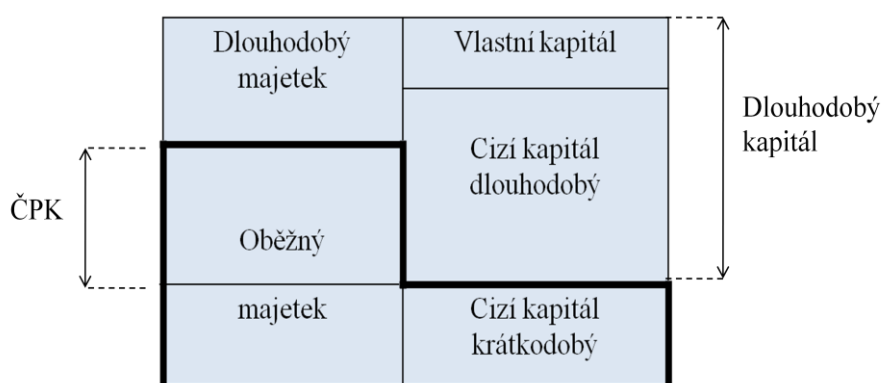 Dlouhodobý
majetek
Vlastní kapitál
Dlouhodobý
kapitál
Cizí kapitál
dlouhodobý
ČPK
Oběžný
majetek
Cizí kapitál
krátkodobý